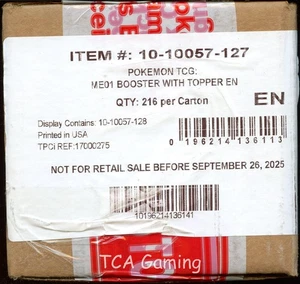 ITEM #: 10-10057-127
POKEMON TCG:
ME01 BOOSTER WITH TOPPER EN
QTY: 216 per Carton
EN
Display Contains: 10-10057-128
Printed in USA
TPCi REF:17000275
0 196214 136113
NOT FOR RETAIL SALE BEFORE SEPTEMBER 26, 2025
10196214136141
TCA Gaming